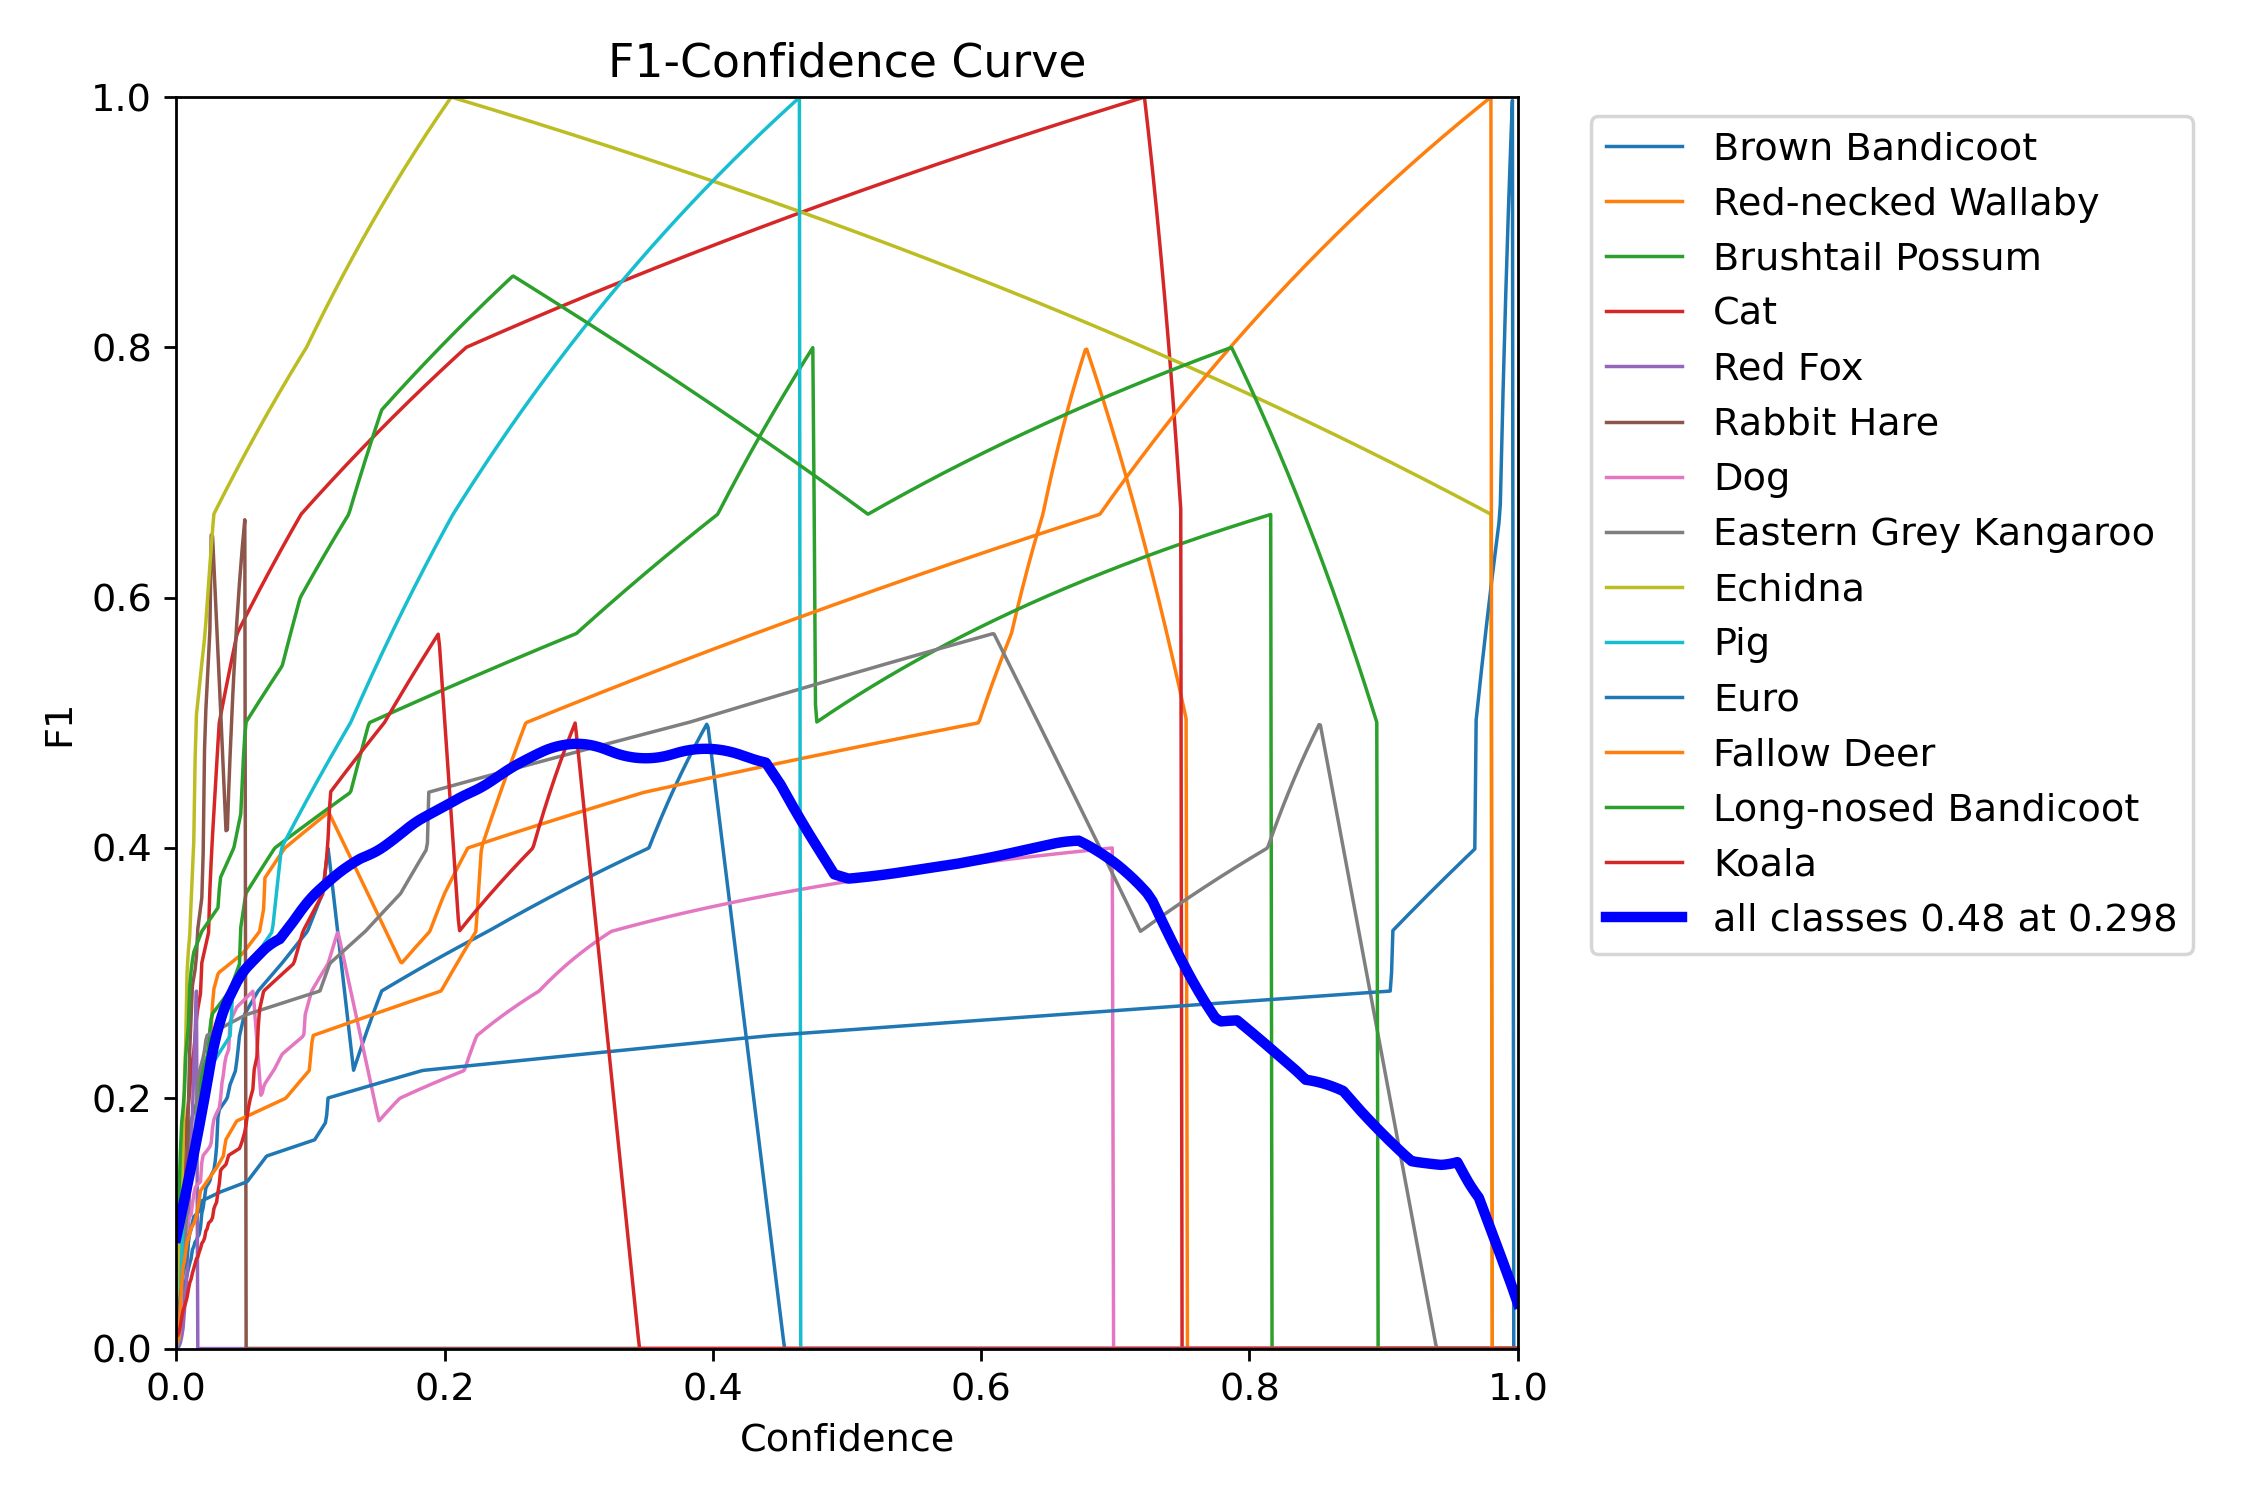 F1-Confidence Curve
1.0
0.8
0.6
0.4
0.2
0.0
F1
0.0 0.2 0.4 0.6 0.8 1.0
Confidence
Brown Bandicoot
Red-necked Wallaby
Brushtail Possum
Cat
Red Fox
Rabbit Hare
Dog
Eastern Grey Kangaroo
Echidna
Pig
Euro
Fallow Deer
Long-nosed Bandicoot
Koala
all classes 0.48 at 0.298